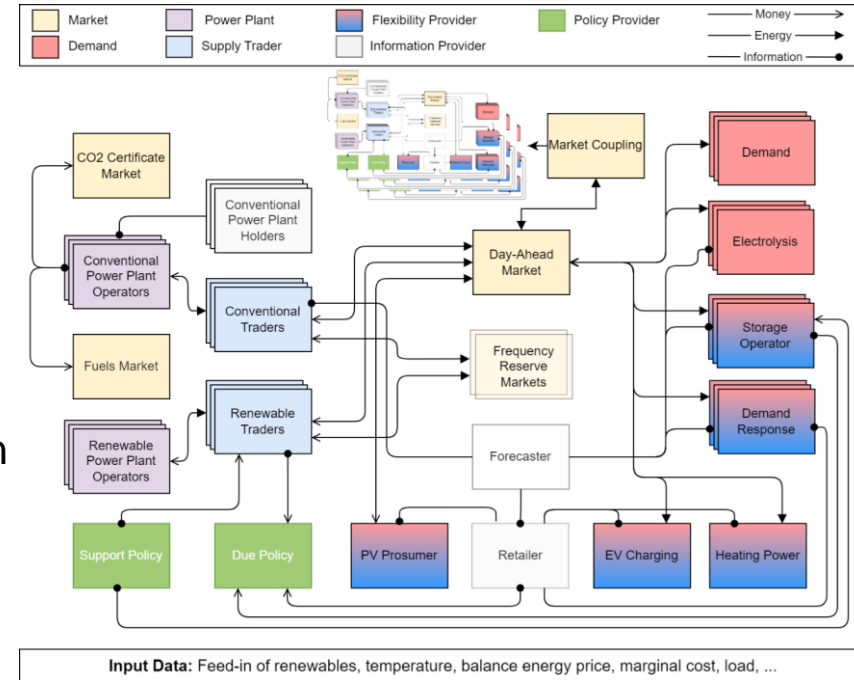 Market
Power Plant
Flexibility Provider
Policy Provider
Money
Demand
Supply Trader
Information Provider
Energy
Information
CO2 Certificate
Market
Market Coupling
Demand
Conventional
Power Plant
Holders
Conventional
Power Plant
Operators
Day-Ahead
Market
Electrolysis
Conventional
Traders
Storage
Operator
Fuels Market
Frequency
Reserve
Markets
Renewable
Traders
Demand
Response
n
Renewable
Power Plant
Operators
Forecaster
Support Policy
Due Policy
PV Prosumer
Retailer
EV Charging
Heating Power
Input Data: Feed-in of renewables, temperature, balance energy price, marginal cost, load, ...